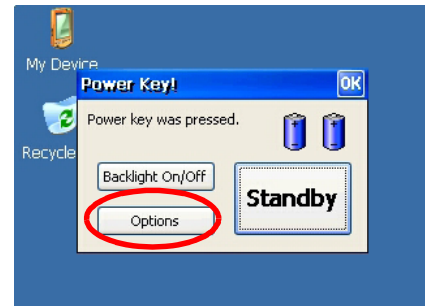 My Device
Power Key!
OK
Power key was pressed.
Recycle
Backlight On/Off
Standby
Options